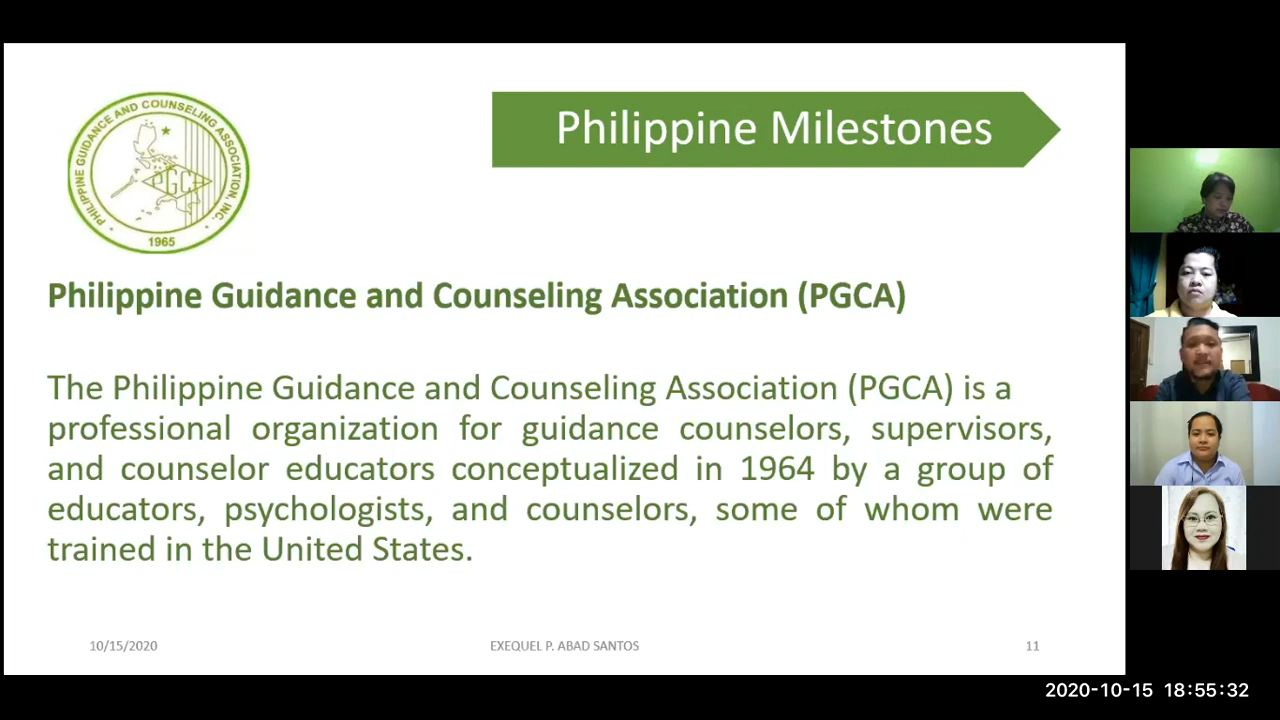 PHILIPPINE GUIDANCE AND COUNSELING ASSOCIATION, INC.
PGCA
1965
Philippine Milestones
Philippine Guidance and Counseling Association (PGCA)
The Philippine Guidance and Counseling Association (PGCA) is a
professional organization for guidance counselors, supervisors,
and counselor educators conceptualized in 1964 by a group of
educators, psychologists, and counselors, some of whom were
trained in the United States.
10/15/2020
EXEQUEL P. ABAD SANTOS
11
2020-10-15 18:55:32